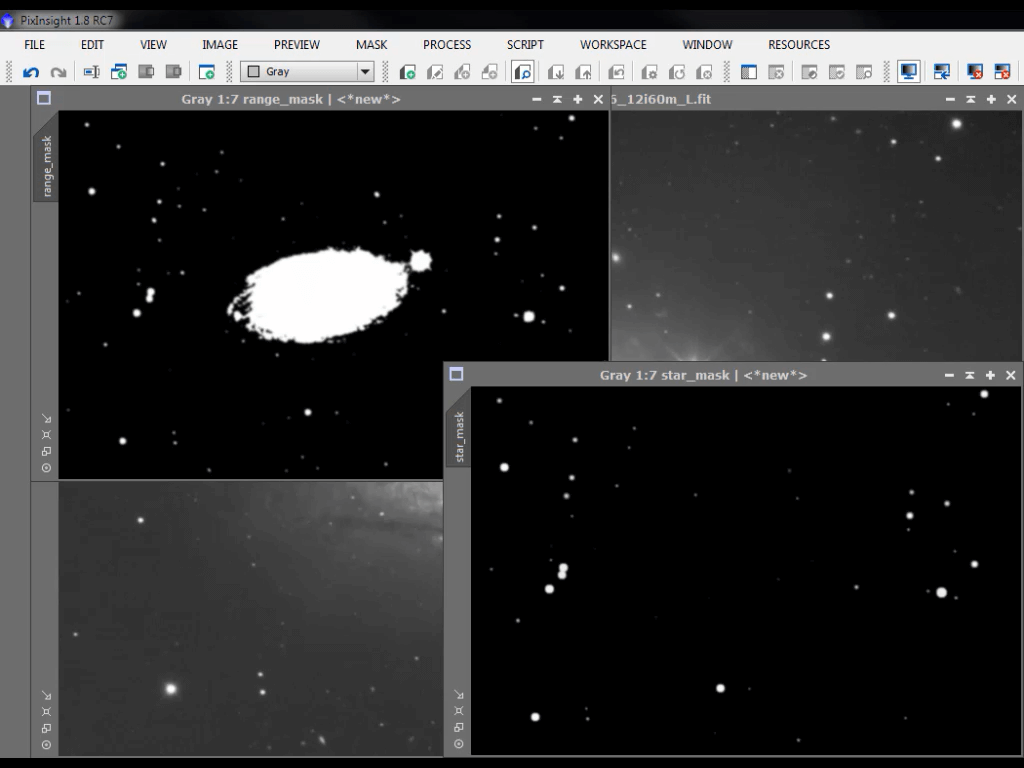 PixInsight 1.8 RC7
FILE EDIT VIEW IMAGE PREVIEW MASK PROCESS SCRIPT WORKSPACE WINDOW RESOURCES
Gray
Gray 1:7 range_mask | <*new*>
5_12i60m_L.fit
range_mask
Gray 1:7 star_mask | <*new*>
star_mask